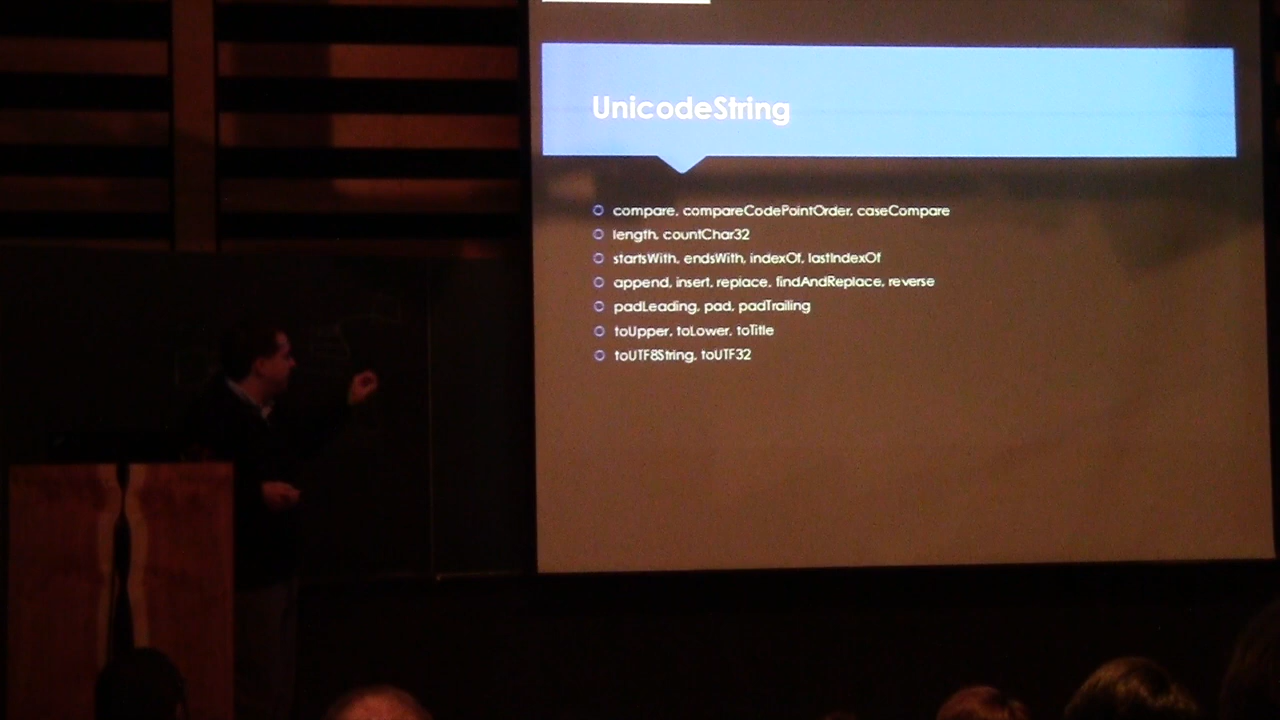 UnicodeString
compare, compareCodePointOrder, caseCompare
length, countChar32
startsWith, endsWith, indexOf, lastIndexOf
append, insert, replace, findAndReplace, reverse
padLeading, pad, padTrailing
toUpper, toLower, toTitle
toUTF8String, toUTF32